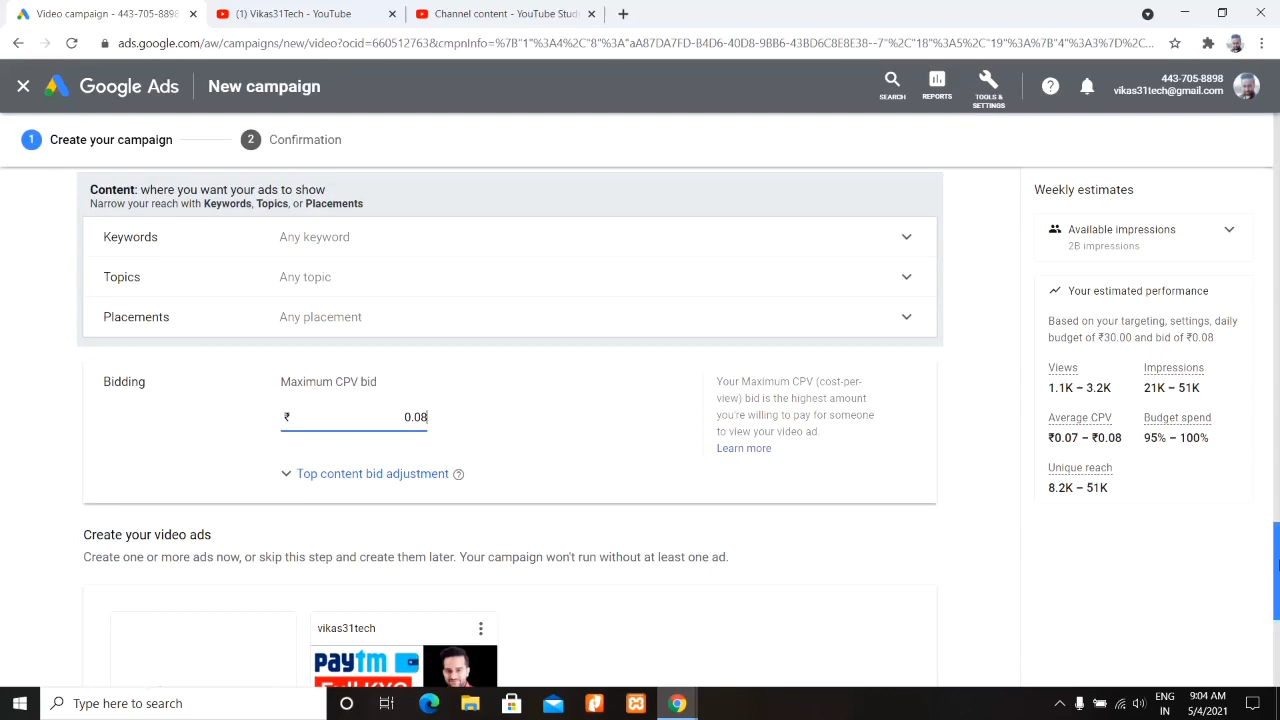 Video campaign - 443-705-8898
(1) Vikas31Tech - YouTube
Channel content - YouTube Stud
ads.google.com/aw/campaigns/new/video?ocid=660512763&cmpnInfo=%7B"1"%3A4%2C"8"%3A"aA87DA7FD-B4D6-40D8-9BB6-43BD6C8E8E38--7"%2C"18"%3A5%2C"19"%3A%7B"4"%3A3%7D%2C...
Google Ads
New campaign
SEARCH
REPORTS
TOOLS &
SETTINGS
443-705-8898
vikas31tech@gmail.com
1 Create your campaign
2 Confirmation
Content: where you want your ads to show
Narrow your reach with Keywords, Topics, or Placements
Keywords Any keyword
Topics Any topic
Placements Any placement
Bidding
Maximum CPV bid
₹ 0.08
Top content bid adjustment
Your Maximum CPV (cost-per-
view) bid is the highest amount
you're willing to pay for someone
to view your video ad.
Learn more
Create your video ads
Create one or more ads now, or skip this step and create them later. Your campaign won't run without at least one ad.
vikas31tech
paytm
Full KYC
Weekly estimates
Available impressions
2B impressions
Your estimated performance
Based on your targeting, settings, daily
budget of ₹30.00 and bid of ₹0.08
Views Impressions
1.1K – 3.2K 21K – 51K
Average CPV Budget spend
₹0.07 – ₹0.08 95% – 100%
Unique reach
8.2K – 51K
Type here to search
ENG
IN
9:04 AM
5/4/2021